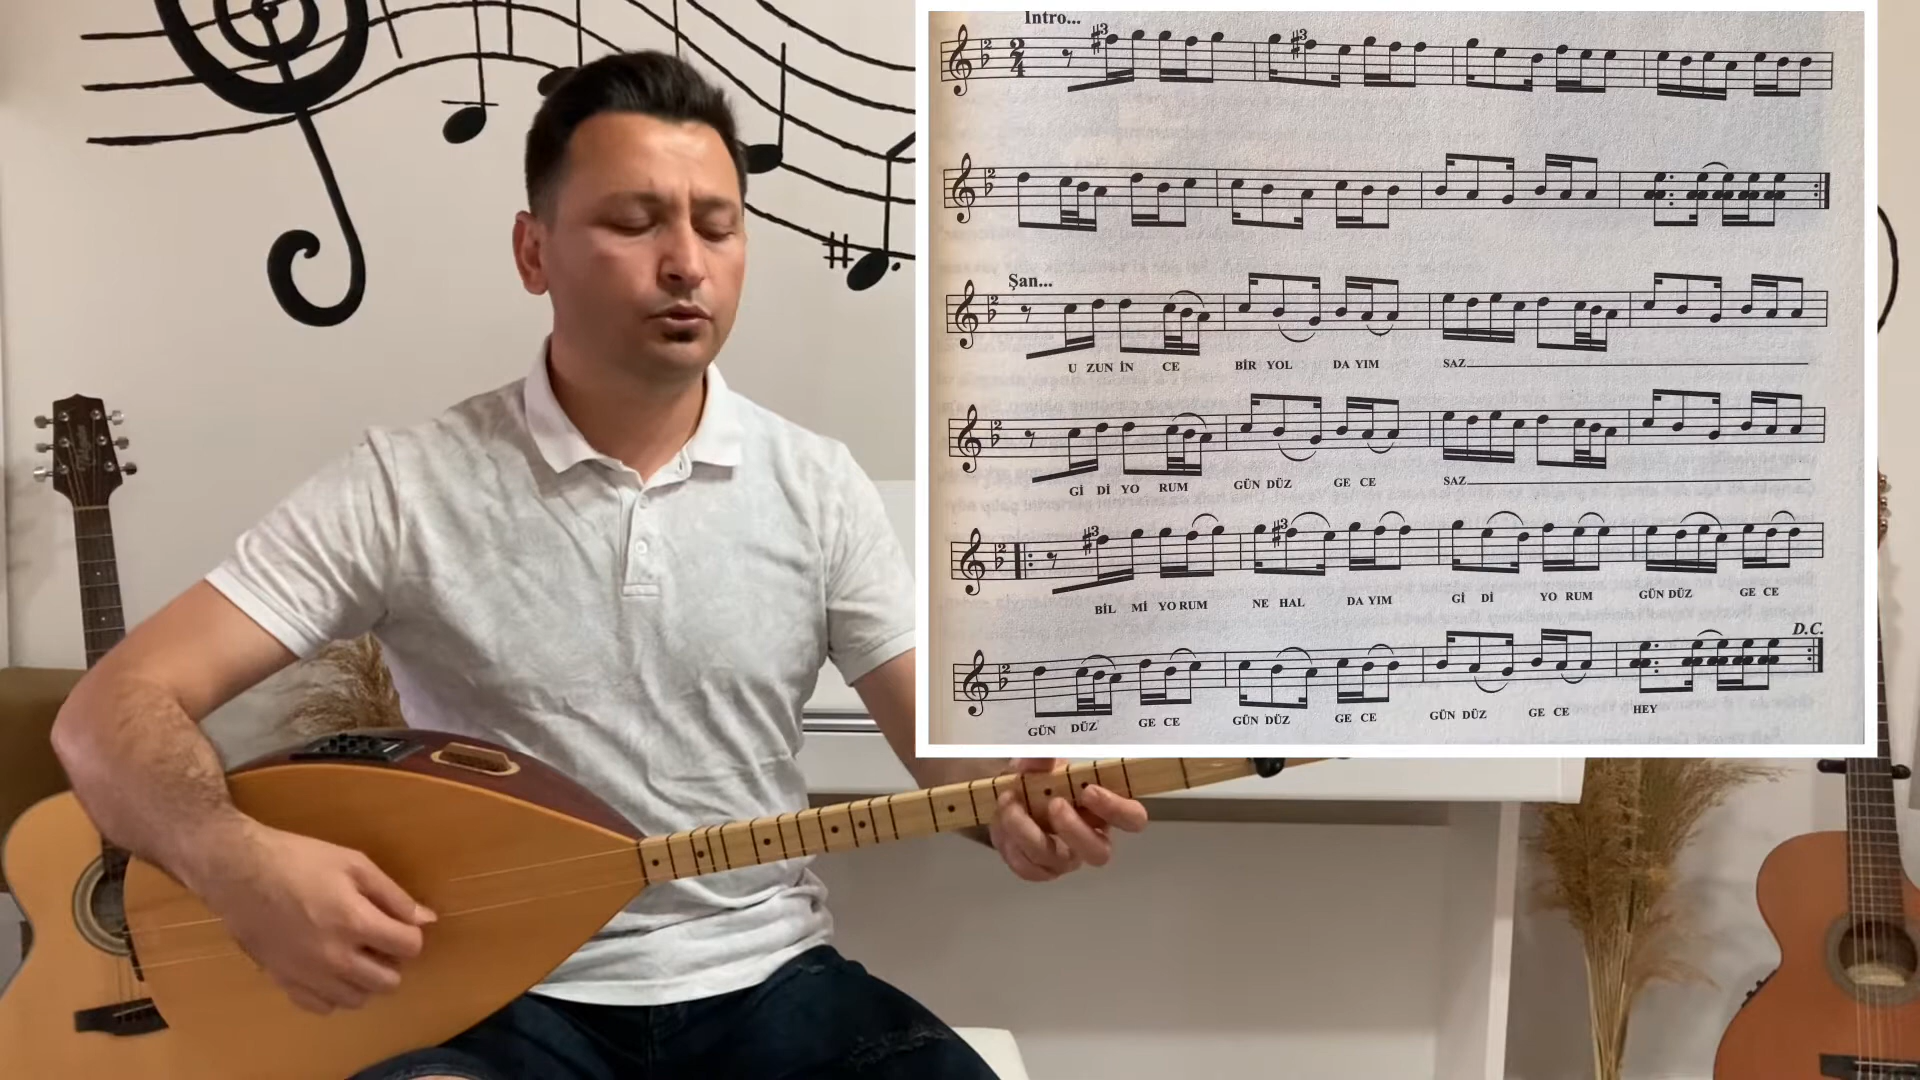 Intro...
Şan...
U ZUN İN CE BİR YOL DA YIM SAZ
Gİ Dİ YO RUM GÜN DÜZ GE CE SAZ
BİL Mİ YO RUM NE HAL DA YIM Gİ Dİ YO RUM GÜN DÜZ GE CE
D.C.
GÜN DÜZ GE CE GÜN DÜZ GE CE GÜN DÜZ GE CE HEY